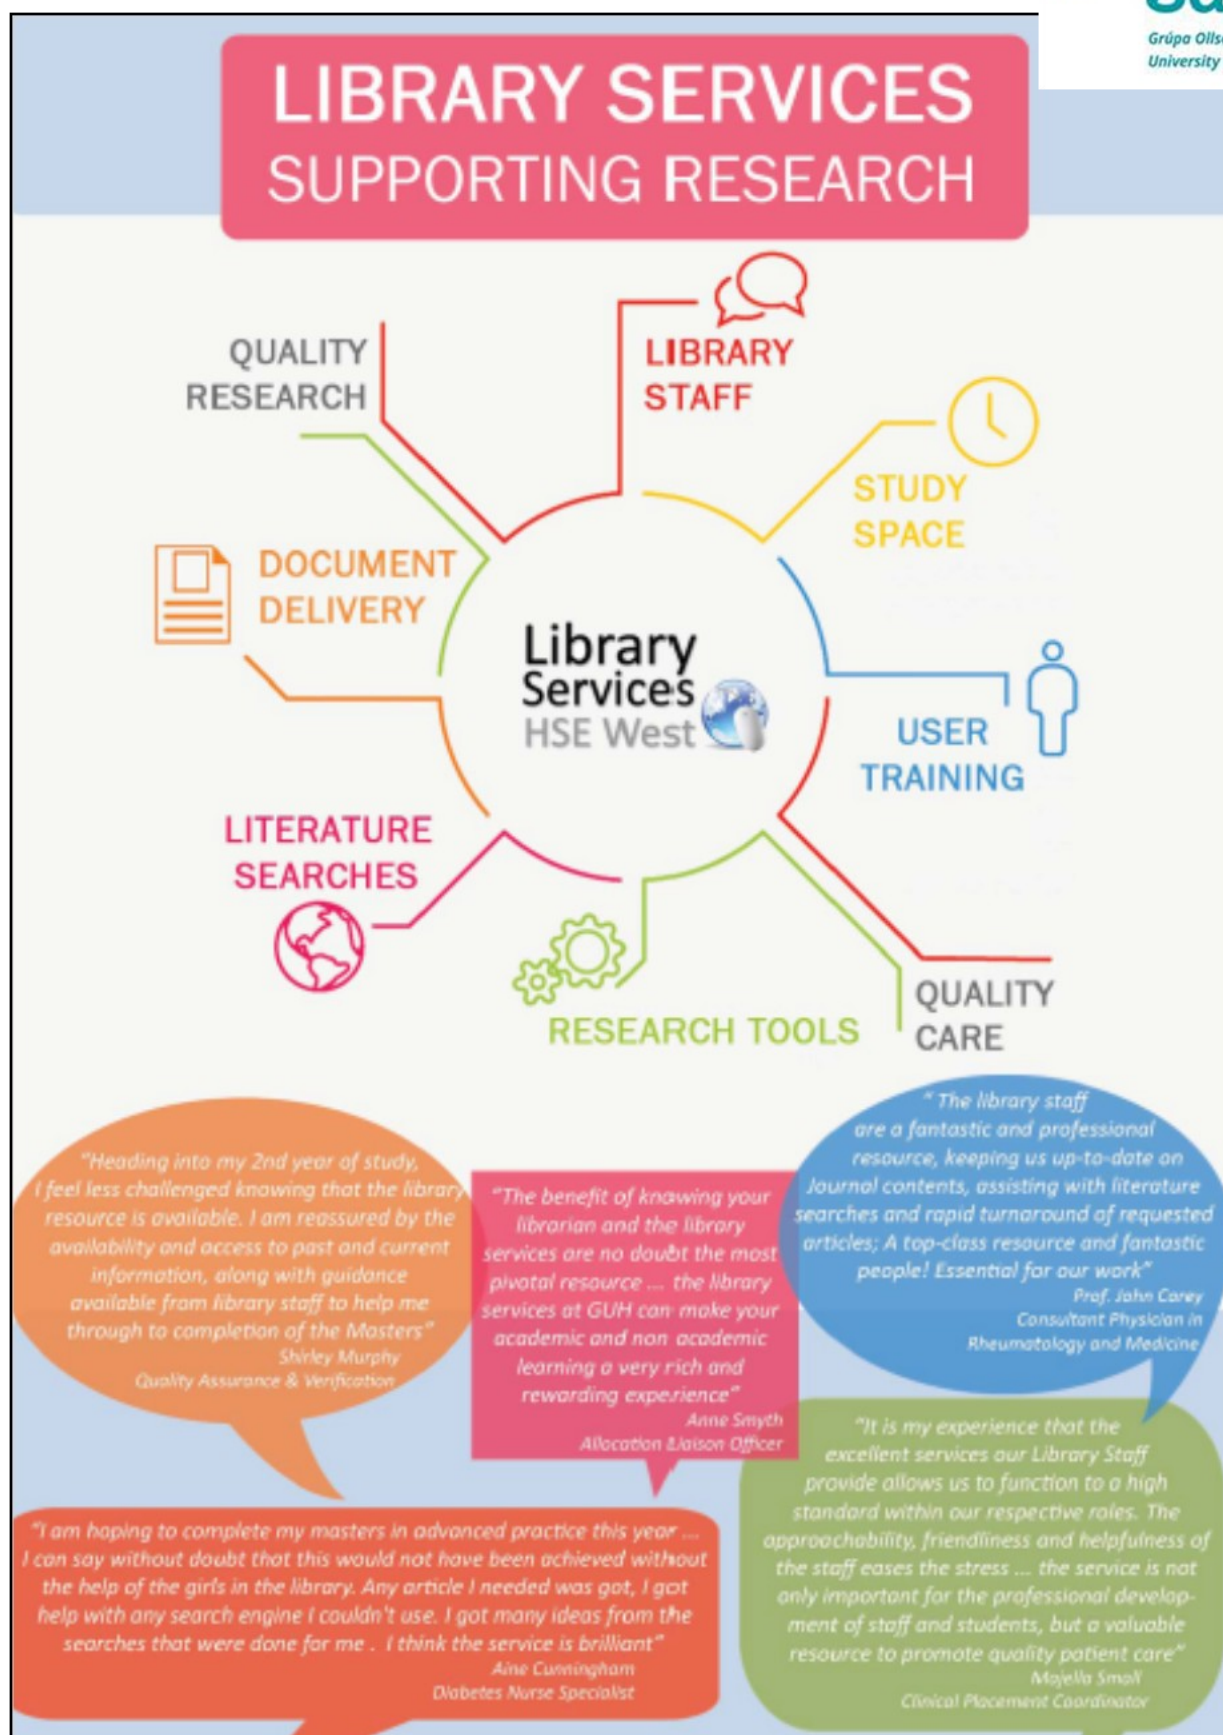 Grúpa
University
LIBRARY SERVICES
SUPPORTING RESEARCH
QUALITY
RESEARCH
LIBRARY
STAFF
STUDY
SPACE
DOCUMENT
DELIVERY
Library
Services
HSE West
USER
TRAINING
LITERATURE
SEARCHES
RESEARCH TOOLS
QUALITY
CARE
"Heading into my 2nd year of study,
I feel less challenged knowing that the library
resource is available. I am reassured by the
availability and access to past and current
information, along with guidance
available from library staff to help me
through to completion of the Masters"
Shirley Murphy
Quality Assurance & Verification
"The benefit of knowing your
librarian and the library
services are no doubt the most
pivotal resource ... the library
services at GUH can make your
academic and non academic
learning a very rich and
rewarding experience"
Anne Smyth
Allocation Liaison Officer
" The library staff
are a fantastic and professional
resource, keeping us up-to-date on
Journal contents, assisting with literature
searches and rapid turnaround of requested
articles; A top-class resource and fantastic
people! Essential for our work"
Prof. John Carey
Consultant Physician in
Rheumatology and Medicine
"It is my experience that the
excellent services our Library Staff
provide allows us to function to a high
standard within our respective roles. The
approachability, friendliness and helpfulness of
the staff eases the stress ... the service is not
only important for the professional develop-
ment of staff and students, but a valuable
resource to promote quality patient care"
Majella Small
Clinical Placement Coordinator
"I am hoping to complete my masters in advanced practice this year ...
I can say without doubt that this would not have been achieved without
the help of the girls in the library. Any article I needed was got, I got
help with any search engine I couldn't use. I got many ideas from the
searches that were done for me . I think the service is brilliant"
Aine Cunningham
Diabetes Nurse Specialist